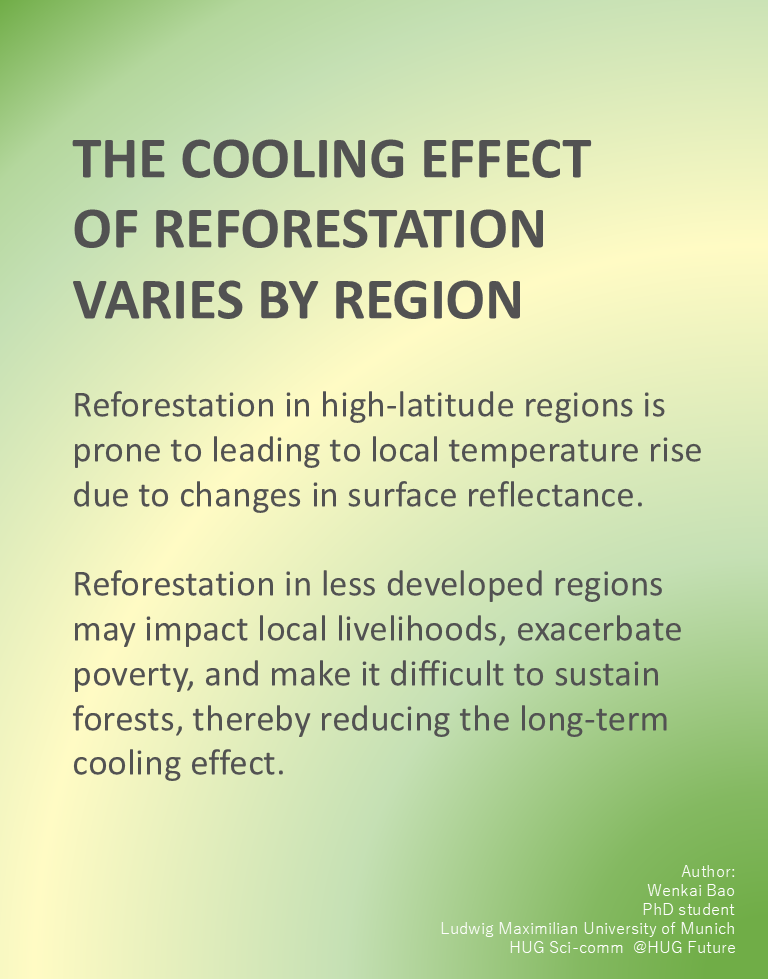 THE COOLING EFFECT
OF REFORESTATION
VARIES BY REGION
Reforestation in high-latitude regions is
prone to leading to local temperature rise
due to changes in surface reflectance.
Reforestation in less developed regions
may impact local livelihoods, exacerbate
poverty, and make it difficult to sustain
forests, thereby reducing the long-term
cooling effect.
Author:
Wenkai Bao
PhD student
Ludwig Maximilian University of Munich
HUG Sci-comm @HUG Future